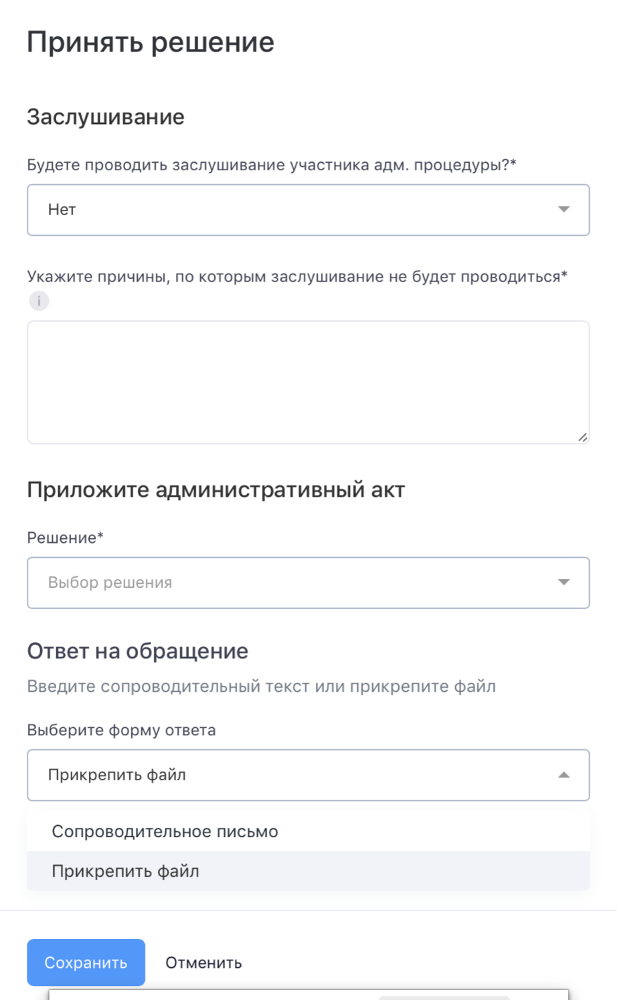 Принять решение
Заслушивание
Будете проводить заслушивание участника адм. процедуры?*
Нет
Укажите причины, по которым заслушивание не будет проводиться*
i
Приложите административный акт
Решение*
Выбор решения
Ответ на обращение
Введите сопроводительный текст или прикрепите файл
Выберите форму ответа
Прикрепить файл
Сопроводительное письмо
Прикрепить файл
Сохранить Отменить